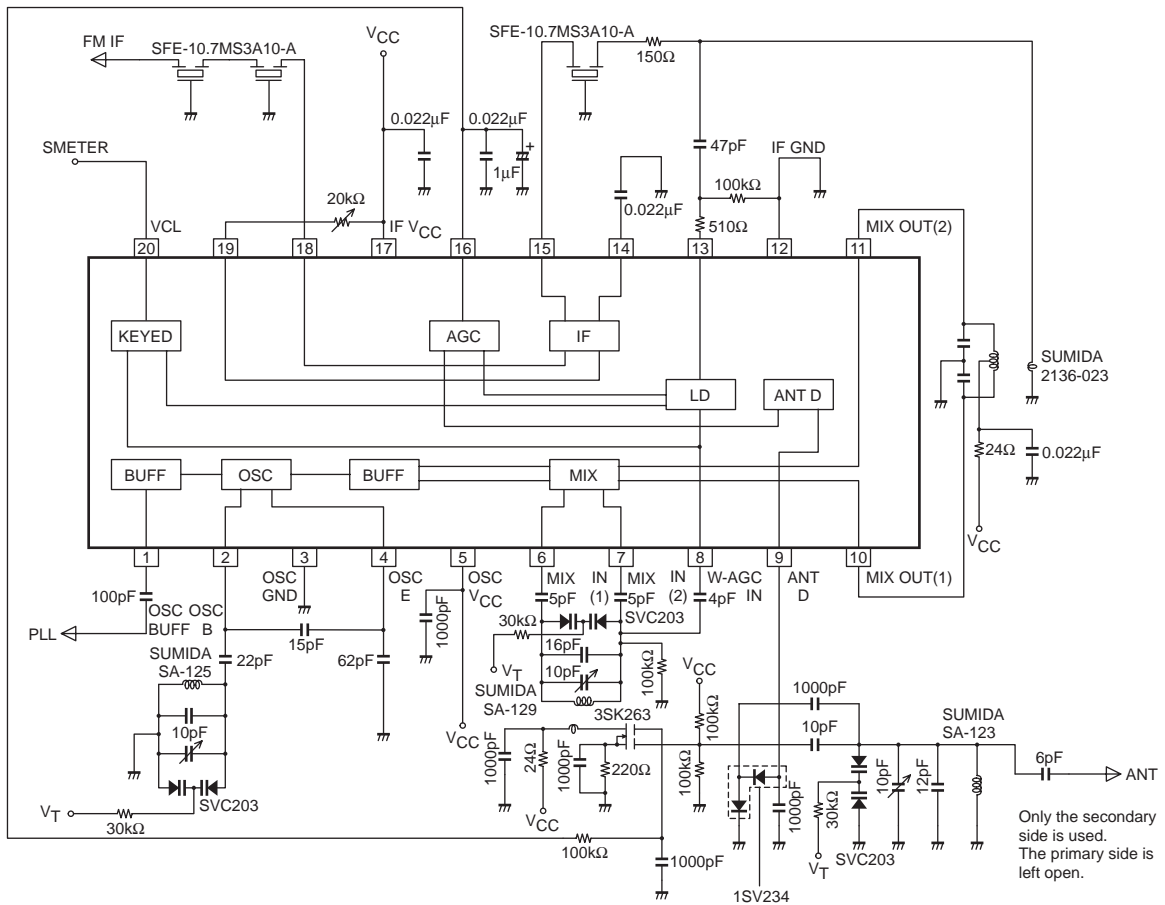 SFE-10.7MS3A10-A
VCC
FM IF
SFE-10.7MS3A10-A
150Ω
0.022µF
0.022µF
47pF
IF GND
SMETER
+
1µF
100kΩ
20kΩ
0.022µF
VCL
IF VCC
510Ω
MIX OUT(2)
20
19
18
17
16
15
14
13
12
11
KEYED
AGC
IF
SUMIDA
2136-023
LD
ANT D
24Ω
0.022µF
BUFF
OSC
BUFF
MIX
VCC
1
2
3
4
5
6
7
8
9
10
OSC
BUFF
OSC
B
OSC
GND
OSC
E
OSC
VCC
MIX
IN
(1)
MIX
IN
(2)
W-AGC
IN
ANT
D
MIX OUT(1)
100pF
5pF
5pF
4pF
1000pF
30kΩ
SVC203
PLL
15pF
16pF
SUMIDA
SA-125
22pF
62pF
VT
10pF
100kΩ
VCC
SUMIDA
SA-129
1000pF
10pF
3SK263
100kΩ
10pF
SUMIDA
SA-123
VCC
6pF
ANT
1000pF
24Ω
1000pF
220Ω
100kΩ
1000pF
30kΩ
10pF
12pF
SVC203
VT
30kΩ
VCC
VT
SVC203
100kΩ
1000pF
1SV234
Only the secondary
side is used.
The primary side is
left open.